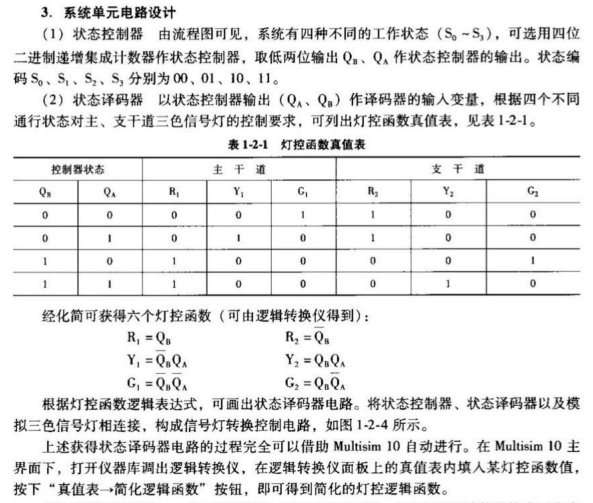 3. 系统单元电路设计
（1）状态控制器 由流程图可见，系统有四种不同的工作状态（S₀ ~ S₃），可选用四位
二进制递增集成计数器作状态控制器，取低两位输出 Q_B、Q_A 作状态控制器的输出。状态编
码 S₀、S₁、S₂、S₃ 分别为 00、01、10、11。
（2）状态译码器 以状态控制器输出（Q_A、Q_B）作译码器的输入变量，根据四个不同
通行状态对主、支干道三色信号灯的控制要求，可列出灯控函数真值表，见表1-2-1。
表 1-2-1 灯控函数真值表
控制器状态 主 干 道 支 干 道
Q_B Q_A R₁ Y₁ G₁ R₂ Y₂ G₂
0 0 0 0 1 1 0 0
0 1 0 1 0 1 0 0
1 0 1 0 0 0 0 1
1 1 1 0 0 0 1 0
经化简可获得六个灯控函数（可由逻辑转换仪得到）：
R₁ = Q_B R₂ = Q̅_B
Y₁ = Q̅_B Q_A Y₂ = Q_B Q_A
G₁ = Q̅_B Q̅_A G₂ = Q_B Q̅_A
根据灯控函数逻辑表达式，可画出状态译码器电路。将状态控制器、状态译码器以及模
拟三色信号灯相连接，构成信号灯转换控制电路，如图 1-2-4 所示。
上述获得状态译码器电路的过程完全可以借助 Multisim 10 自动进行。在 Multisim 10 主
界面下，打开仪器库调出逻辑转换仪，在逻辑转换仪面板上的真值表内填入某灯控函数值，
按下“真值表→简化逻辑函数”按钮，即可得到简化的灯控逻辑函数。